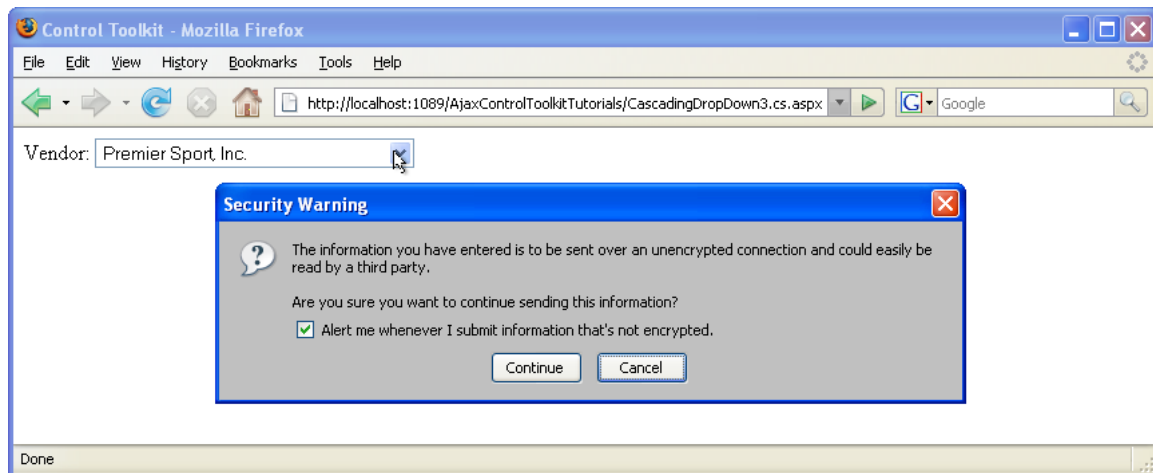 Control Toolkit - Mozilla Firefox
File Edit View History Bookmarks Tools Help
http://localhost:1089/AjaxControlToolkitTutorials/CascadingDropDown3.cs.aspx G Google
Vendor: Premier Sport, Inc.
Security Warning
The information you have entered is to be sent over an unencrypted connection and could easily be
read by a third party.
Are you sure you want to continue sending this information?
Alert me whenever I submit information that's not encrypted.
Continue Cancel
Done